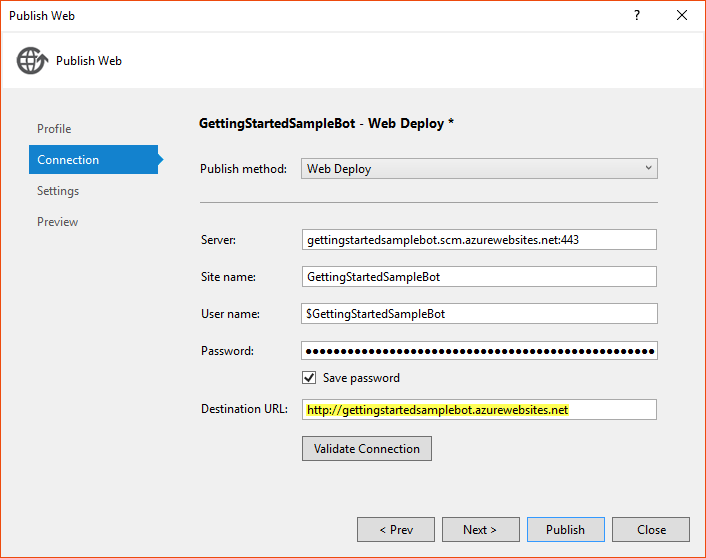 Publish Web
?
Publish Web
Profile
Connection
Settings
Preview
GettingStartedSampleBot - Web Deploy *
Publish method: Web Deploy
Server: gettingstartedsamplebot.scm.azurewebsites.net:443
Site name: GettingStartedSampleBot
User name: $GettingStartedSampleBot
Password:
Save password
Destination URL: http://gettingstartedsamplebot.azurewebsites.net
Validate Connection
< Prev Next > Publish Close